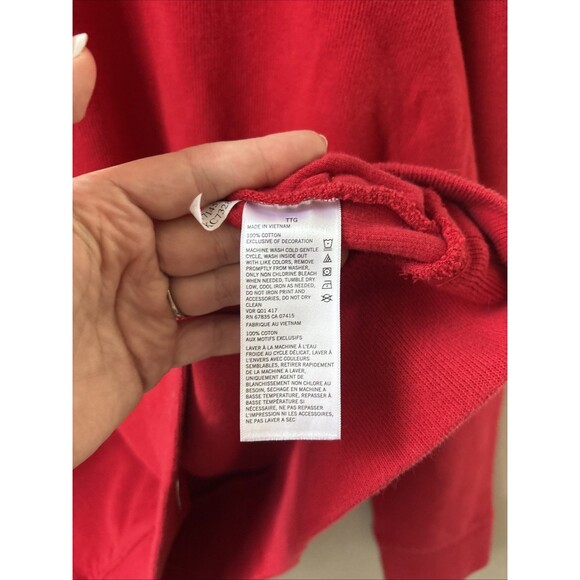 TTG
MADE IN VIETNAM
100% COTTON
EXCLUSIVE OF DECORATION
MACHINE WASH COLD-GENTLE
CYCLE, WASH INSIDE OUT
WITH LIKE COLORS, REMOVE
PROMPTLY FROM WASHER,
ONLY NON CHLORINE BLEACH
WHEN NEEDED, TUMBLE DRY
LOW, COOL IRON AS NEEDED,
DO NOT IRON PRINT AND
ACCESSORIES, DO NOT DRY
CLEAN
VDR Q01 417
RN 67835 CA 07415
FABRIQUE AU VIETNAM
100% COTON
AUX MOTIFS EXCLUSIFS
LAVER À LA MACHINE À L'EAU
FROIDE AU CYCLE DÉLICAT, LAVER À
L'ENVERS AVEC COULEURS
SEMBLABLES, RETIRER RAPIDEMENT
DE LA MACHINE A LAVER,
UNIQUEMENT AGENT DE
BLANCHISSEMENT NON CHLORE AU
BESOIN, SÉCHAGE EN MACHINE A
BASSE TEMPÉRATURE, REPASSER À
BASSE TEMPÉRATURE SI
NÉCESSAIRE, NE PAS REPASSER
L'IMPRESSION NI LES ACCESSOIRES,
NE PAS LAVER A SEC